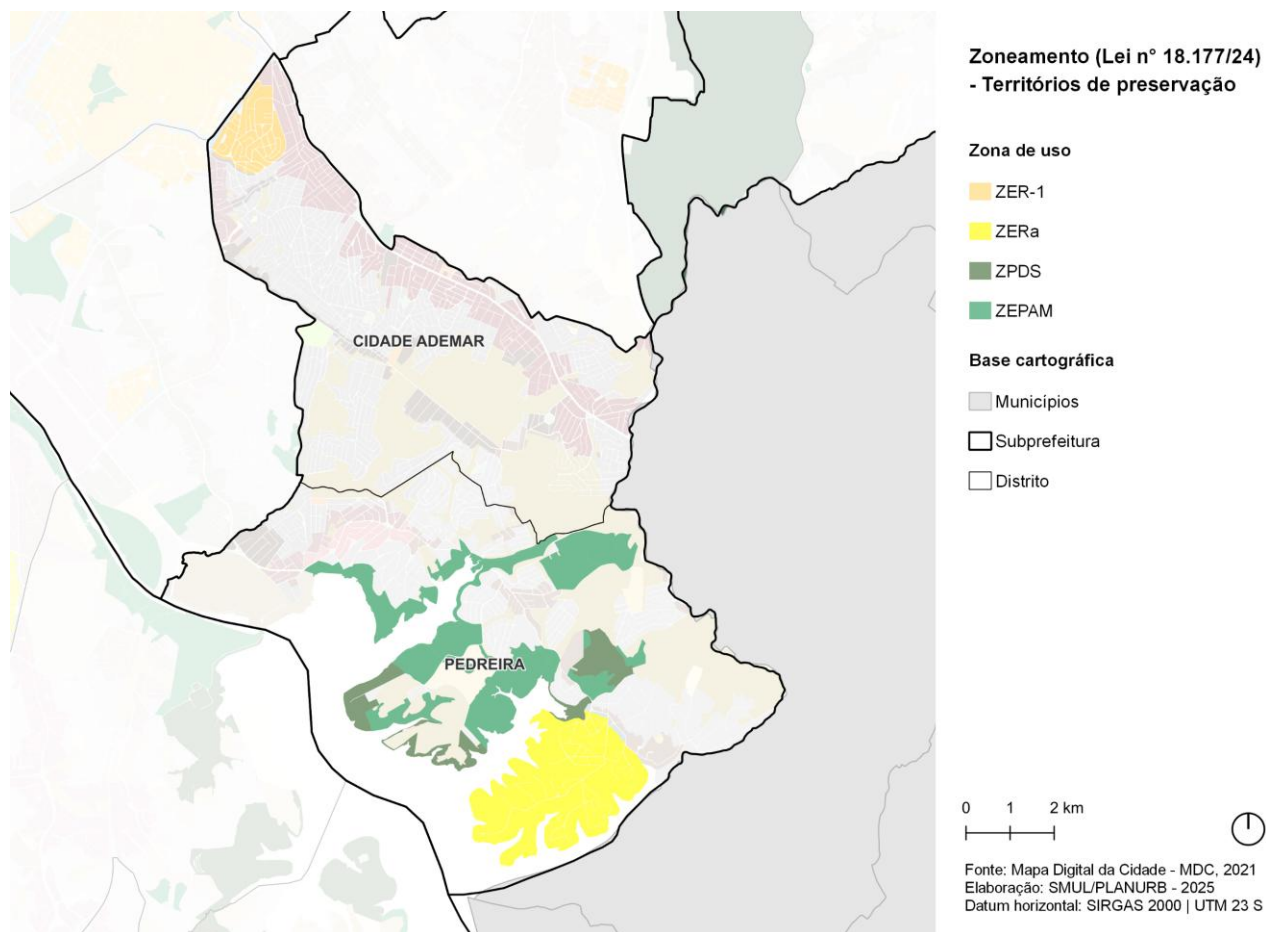 Zoneamento (Lei n° 18.177/24)
- Territórios de preservação
Zona de uso
ZER-1
ZERa
ZPDS
ZEPAM
Base cartográfica
Municípios
Subprefeitura
Distrito
CIDADE ADEMAR
PEDREIRA
0 1 2 km
Fonte: Mapa Digital da Cidade - MDC, 2021
Elaboração: SMUL/PLANURB - 2025
Datum horizontal: SIRGAS 2000 | UTM 23 S